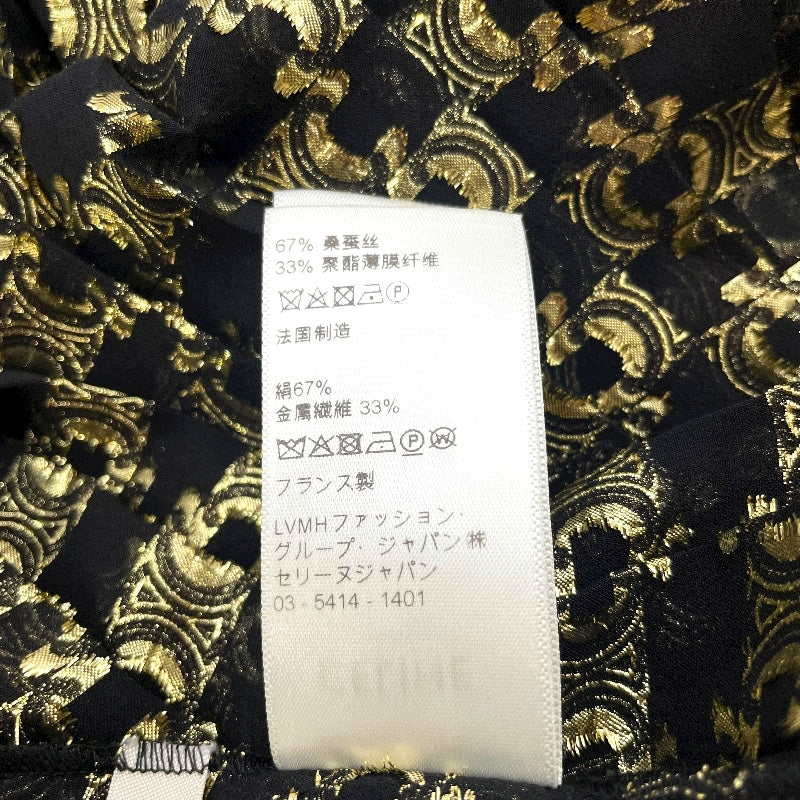 67% 桑蚕丝
33% 聚酯薄膜纤维
P
法国制造
絹67%
金属繊維 33%
P W
フランス製
LVMHファッション・
グループ・ジャパン㈱
セリーヌジャパン
03 - 5414 - 1401